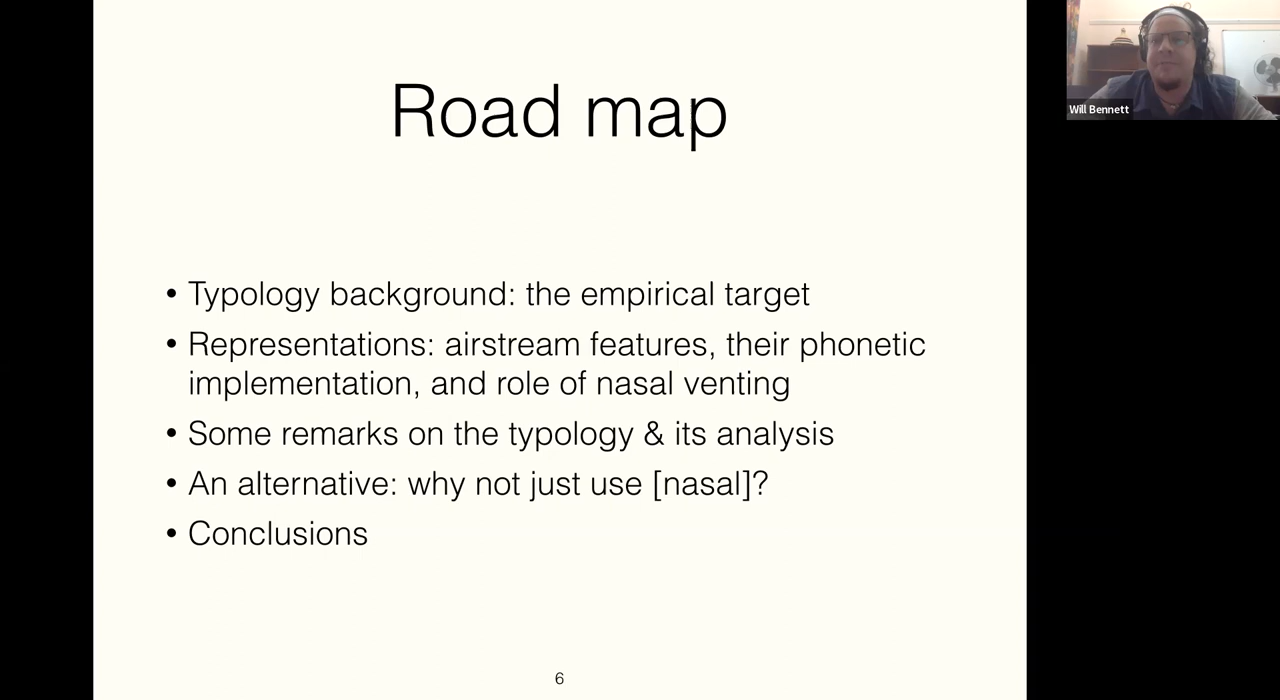 Road map
• Typology background: the empirical target
• Representations: airstream features, their phonetic
implementation, and role of nasal venting
• Some remarks on the typology & its analysis
• An alternative: why not just use [nasal]?
• Conclusions
6
Will Bennett